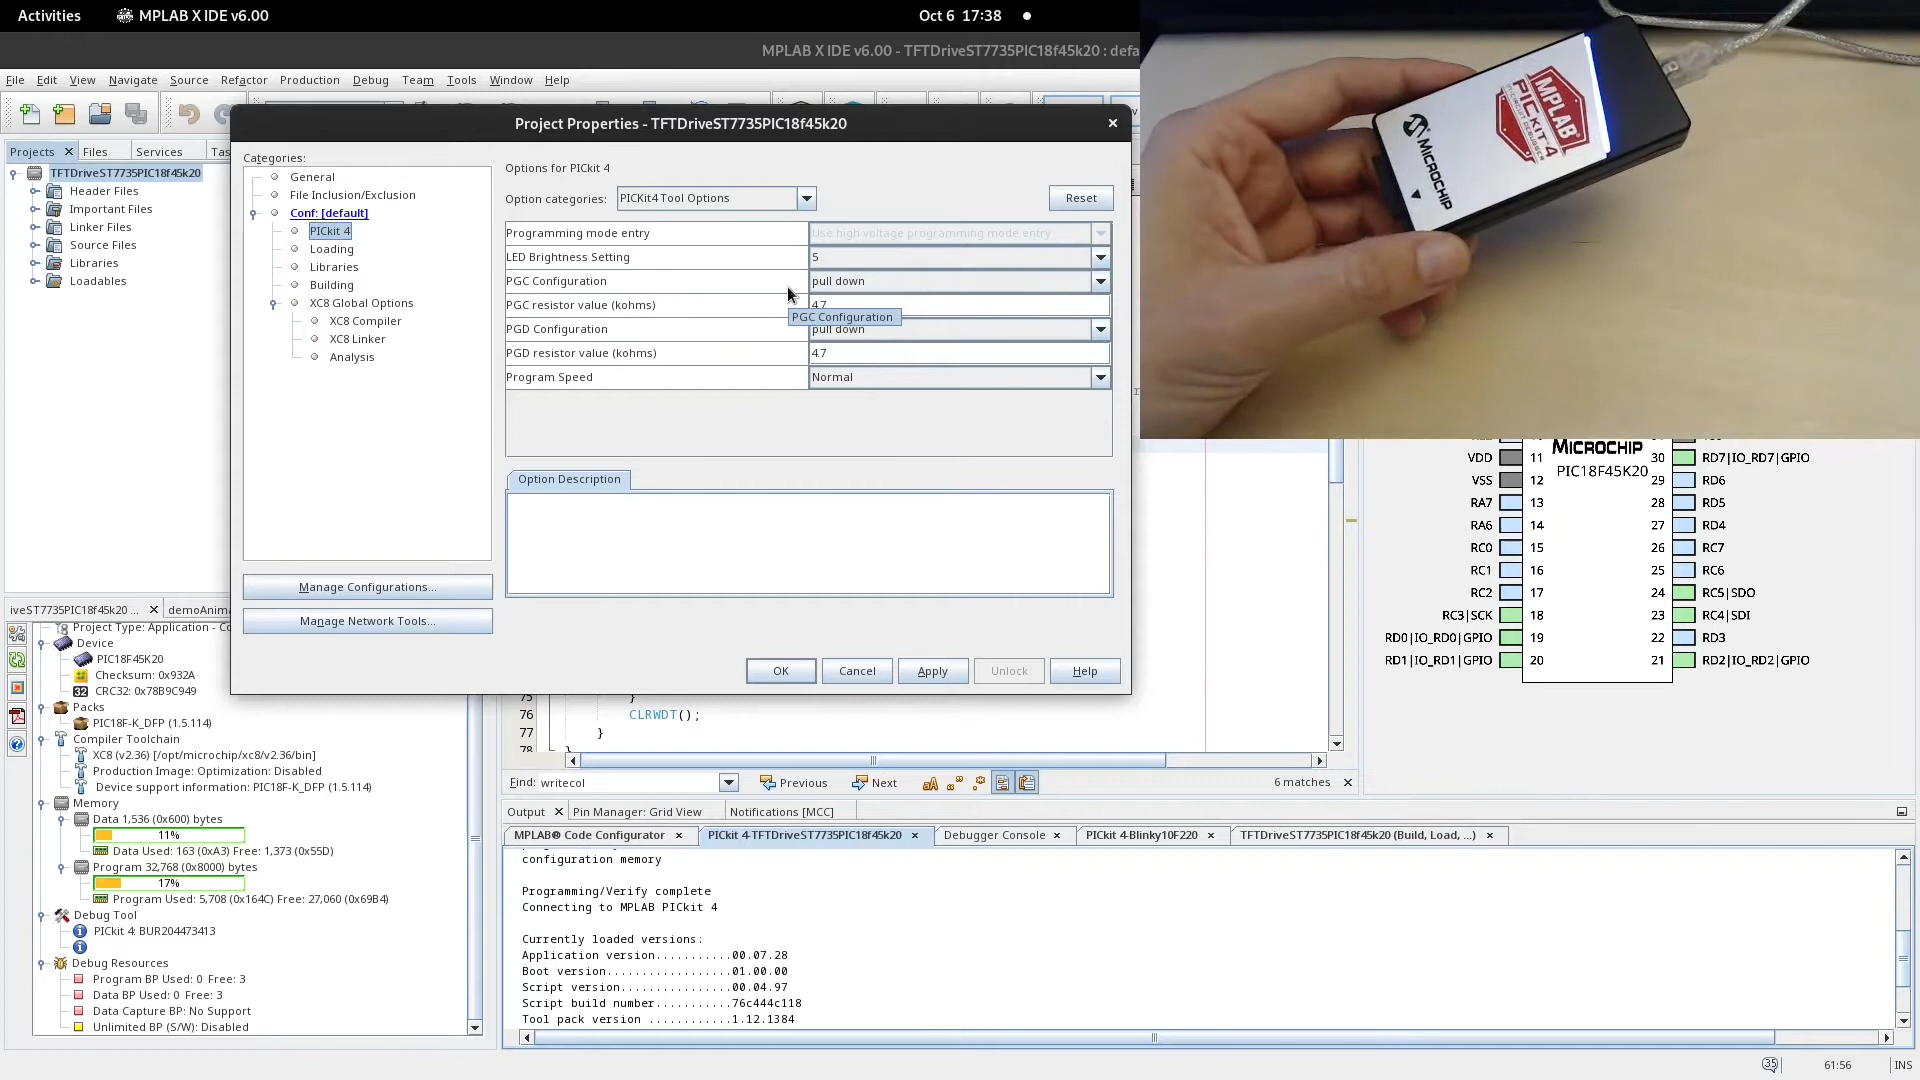 Activities
MPLAB X IDE v6.00
Oct 6 17:38
MPLAB X IDE v6.00 - TFTDriveST7735PIC18f45k20 : defa
File Edit View Navigate Source Refactor Production Debug Team Tools Window Help
Projects
Files
Services
Tas
TFTDriveST7735PIC18f45k20
Header Files
Important Files
Linker Files
Source Files
Libraries
Loadables
Project Properties - TFTDriveST7735PIC18f45k20
Categories:
General
File Inclusion/Exclusion
Conf: [default]
PICkit 4
Loading
Libraries
Building
XC8 Global Options
XC8 Compiler
XC8 Linker
Analysis
Manage Configurations...
Manage Network Tools...
Options for PICkit 4
Option categories: PICKit4 Tool Options
Reset
Programming mode entry Use high voltage programming mode entry
LED Brightness Setting 5
PGC Configuration pull down
PGC resistor value (kohms) 4.7
PGC Configuration
PGD Configuration pull down
PGD resistor value (kohms) 4.7
Program Speed Normal
Option Description
OK
Cancel
Apply
Unlock
Help
MICROCHIP
MPLAB
PICKIT 4
IN-CIRCUIT DEBUGGER
MICROCHIP
PIC18F45K20
VDD 11 30 RD7|IO_RD7|GPIO
VSS 12 29 RD6
RA7 13 28 RD5
RA6 14 27 RD4
RC0 15 26 RC7
RC1 16 25 RC6
RC2 17 24 RC5|SDO
RC3|SCK 18 23 RC4|SDI
RD0|IO_RD0|GPIO 19 22 RD3
RD1|IO_RD1|GPIO 20 21 RD2|IO_RD2|GPIO
iveST7735PIC18f45k20 ...
demoAnima
Project Type: Application - Co
Device
PIC18F45K20
Checksum: 0x932A
CRC32: 0x78B9C949
Packs
PIC18F-K_DFP (1.5.114)
Compiler Toolchain
XC8 (v2.36) [/opt/microchip/xc8/v2.36/bin]
Production Image: Optimization: Disabled
Device support information: PIC18F-K_DFP (1.5.114)
Memory
Data 1,536 (0x600) bytes
11%
Data Used: 163 (0xA3) Free: 1,373 (0x55D)
Program 32,768 (0x8000) bytes
17%
Program Used: 5,708 (0x164C) Free: 27,060 (0x69B4)
Debug Tool
PICkit 4: BUR204473413
Debug Resources
Program BP Used: 0 Free: 3
Data BP Used: 0 Free: 3
Data Capture BP: No Support
Unlimited BP (S/W): Disabled
75 }
76 CLRWDT();
77 }
78 }
Find: writecol
Previous
Next
6 matches
Output
Pin Manager: Grid View
Notifications [MCC]
MPLAB® Code Configurator
PICkit 4-TFTDriveST7735PIC18f45k20
Debugger Console
PICkit 4-Blinky10F220
TFTDriveST7735PIC18f45k20 (Build, Load, ...)
configuration memory
Programming/Verify complete
Connecting to MPLAB PICkit 4
Currently loaded versions:
Application version...........00.07.28
Boot version..................01.00.00
Script version................00.04.97
Script build number...........76c444c118
Tool pack version ............1.12.1384
35
61:56
INS